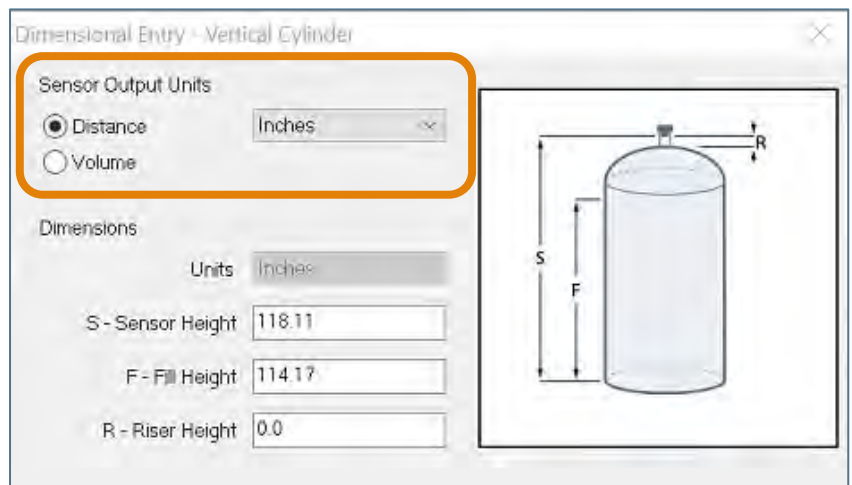 Dimensional Entry - Vertical Cylinder
Sensor Output Units
Distance Inches
Volume
Dimensions
Units Inches
S - Sensor Height 118.11
F - Fill Height 114.17
R - Riser Height 0.0
R
S
F